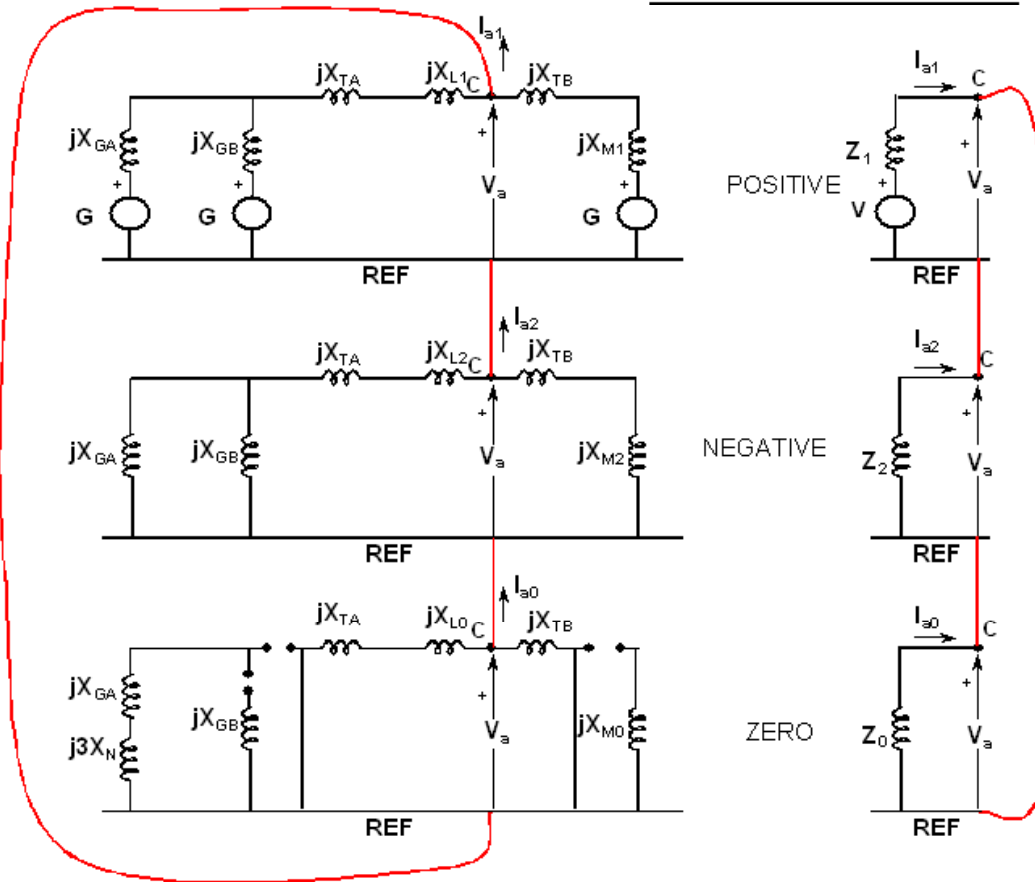 Ia1
jXTA jXL1 C jXTB
jXGA jXGB jXM1
+ + + +
G G Va G
REF
POSITIVE
Ia1 C
Z1
+ +
V Va
REF
Ia2
jXTA jXL2 C jXTB
jXGA jXGB + jXM2
Va
REF
NEGATIVE
Ia2 C
+
Z2 Va
REF
Ia0
jXTA jXL0 C jXTB
jXGA
j3XN jXGB + jXM0
Va
REF
ZERO
Ia0 C
+
Z0 Va
REF